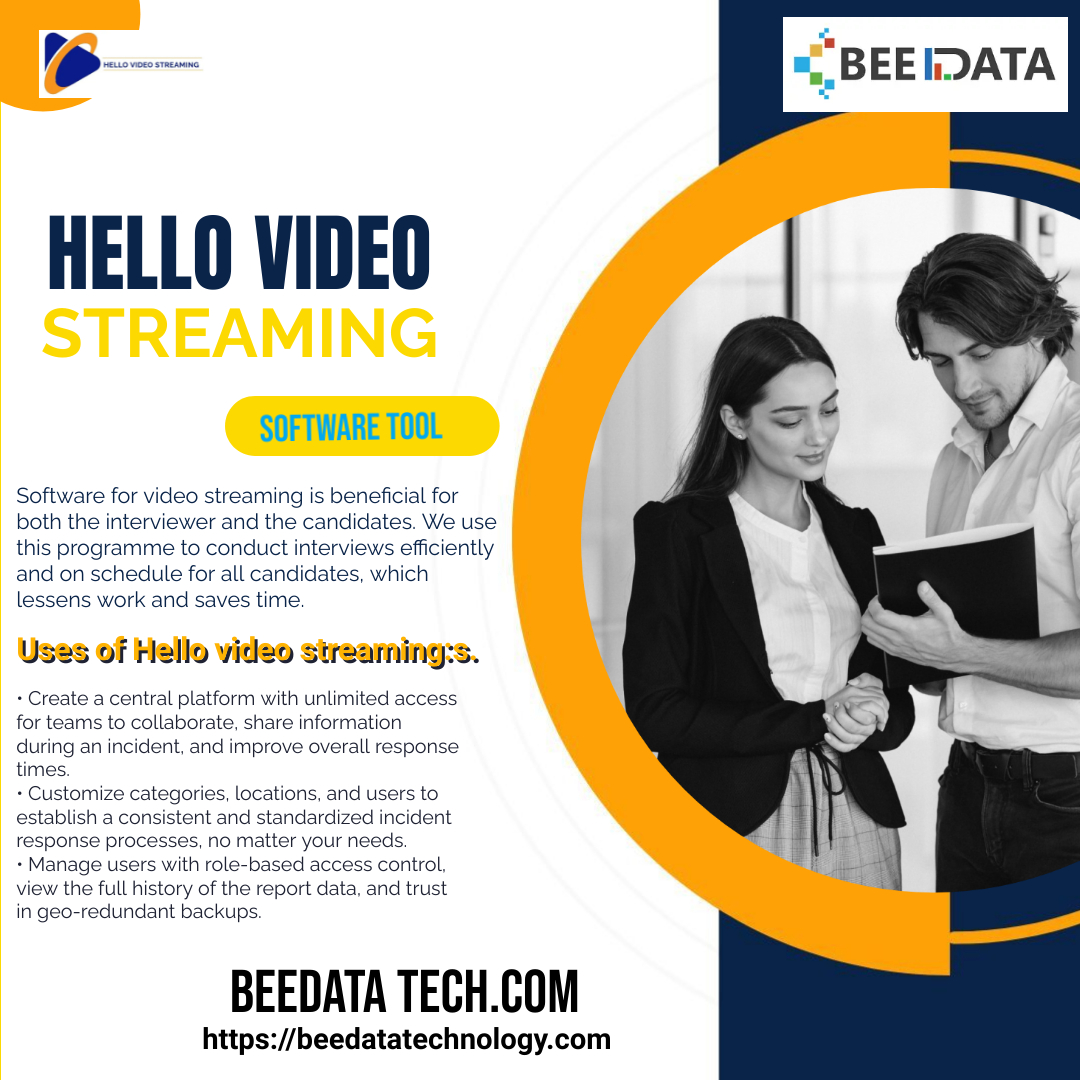 HELLO VIDEO STREAMING
BEE DATA
HELLO VIDEO
STREAMING
SOFTWARE TOOL
Software for video streaming is beneficial for
both the interviewer and the candidates. We use
this programme to conduct interviews efficiently
and on schedule for all candidates, which
lessens work and saves time.
Uses of Hello video streaming:s.
• Create a central platform with unlimited access
for teams to collaborate, share information
during an incident, and improve overall response
times.
• Customize categories, locations, and users to
establish a consistent and standardized incident
response processes, no matter your needs.
• Manage users with role-based access control,
view the full history of the report data, and trust
in geo-redundant backups.
BEEDATA TECH.COM
https://beedatatechnology.com